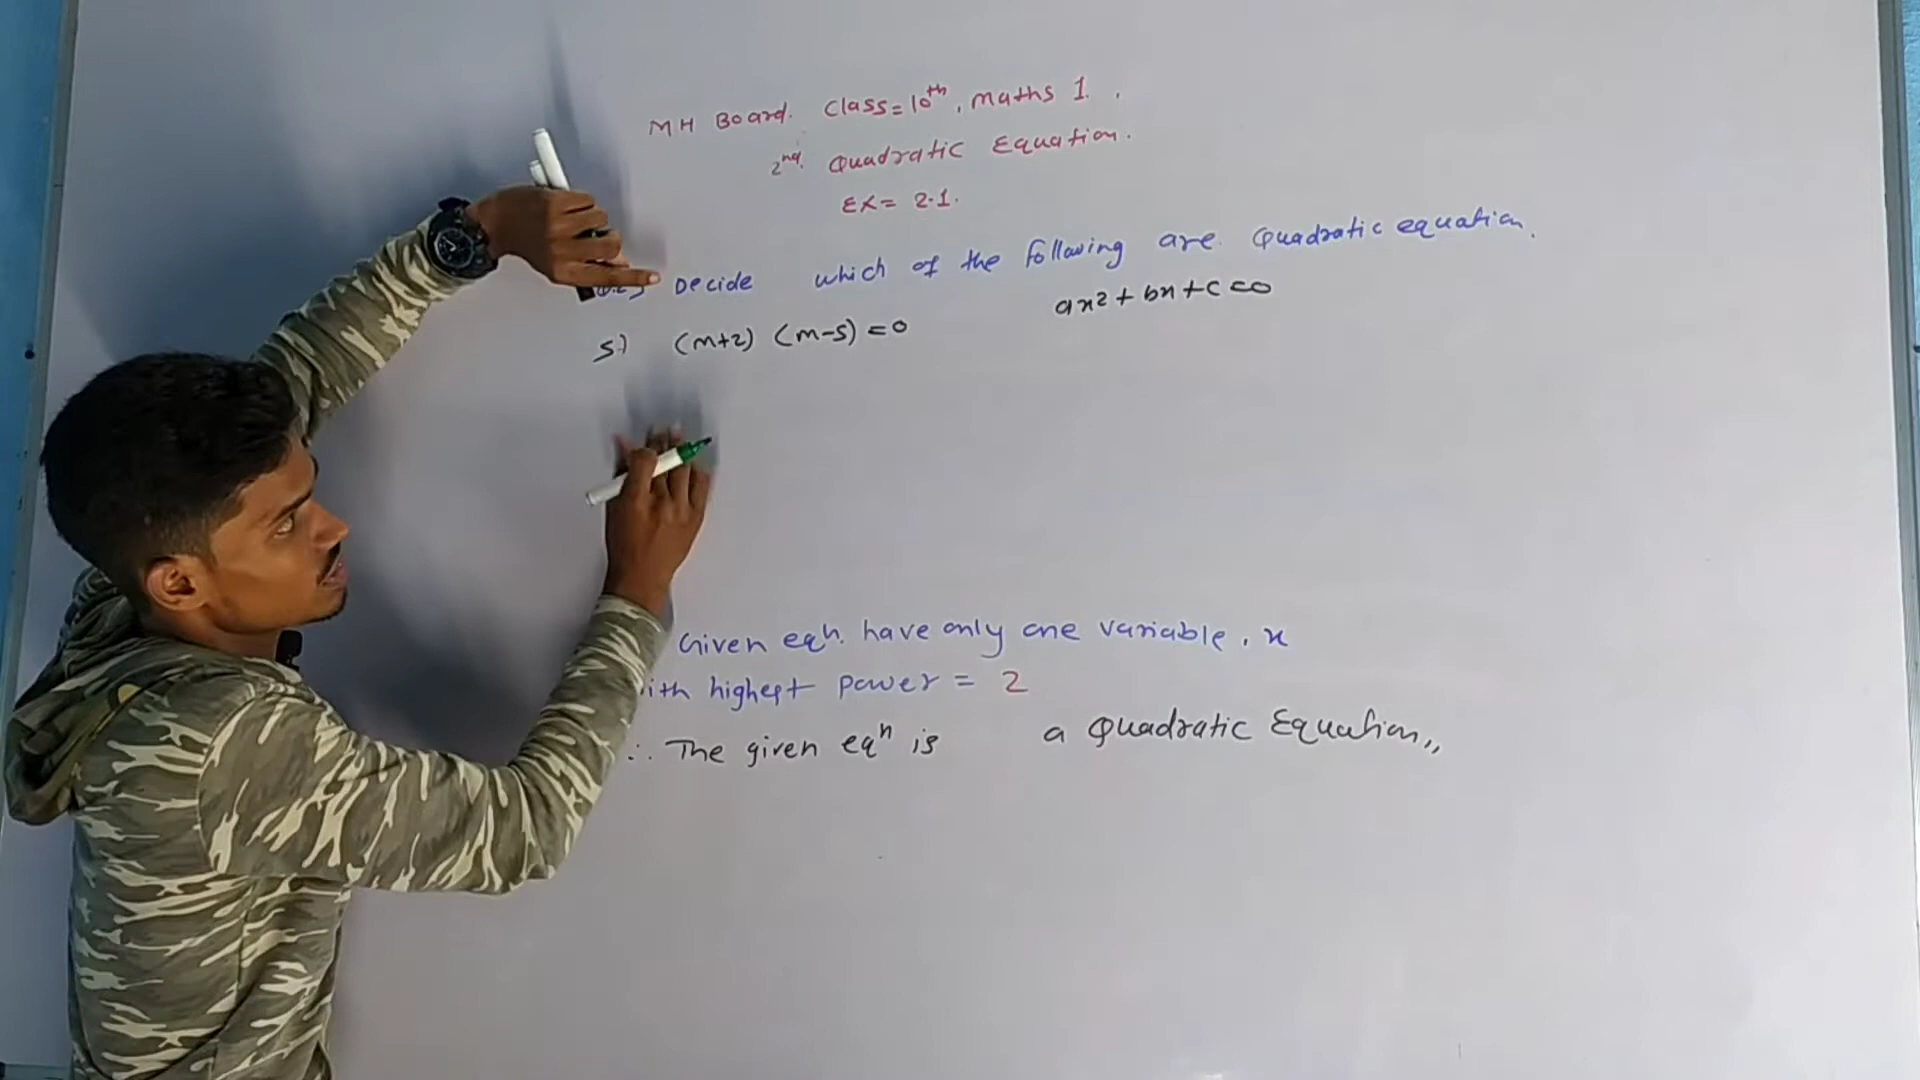 MH Board. Class=10th, maths 1.
2nd. Quadratic Equation.
EX= 2.1.
Decide which of the following are Quadratic equation.
ax²+bx+c=0
5) (m+2) (m-5)=0
Given eqn. have only one variable, x
ith highest power = 2
∴ The given eqⁿ is a Quadratic Equation,,